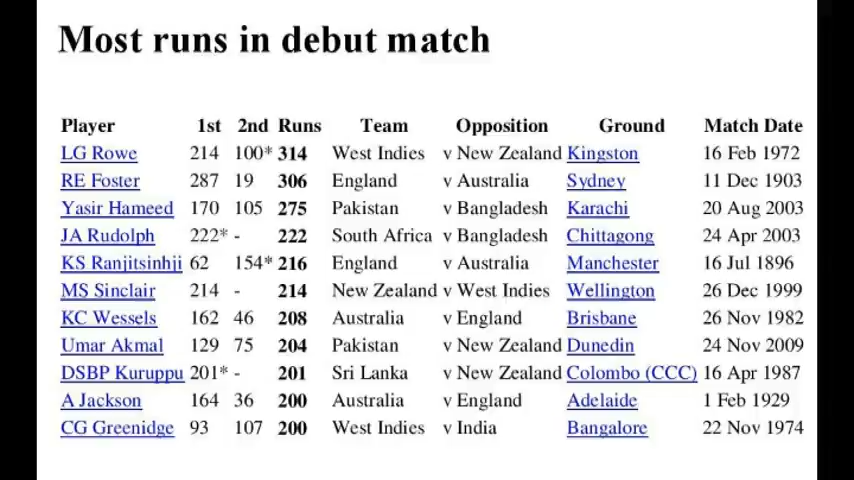 Most runs in debut match
Player 1st 2nd Runs Team Opposition Ground Match Date
LG Rowe 214 100* 314 West Indies v New Zealand Kingston 16 Feb 1972
RE Foster 287 19 306 England v Australia Sydney 11 Dec 1903
Yasir Hameed 170 105 275 Pakistan v Bangladesh Karachi 20 Aug 2003
JA Rudolph 222* - 222 South Africa v Bangladesh Chittagong 24 Apr 2003
KS Ranjitsinhji 62 154* 216 England v Australia Manchester 16 Jul 1896
MS Sinclair 214 - 214 New Zealand v West Indies Wellington 26 Dec 1999
KC Wessels 162 46 208 Australia v England Brisbane 26 Nov 1982
Umar Akmal 129 75 204 Pakistan v New Zealand Dunedin 24 Nov 2009
DSBP Kuruppu 201* - 201 Sri Lanka v New Zealand Colombo (CCC) 16 Apr 1987
A Jackson 164 36 200 Australia v England Adelaide 1 Feb 1929
CG Greenidge 93 107 200 West Indies v India Bangalore 22 Nov 1974